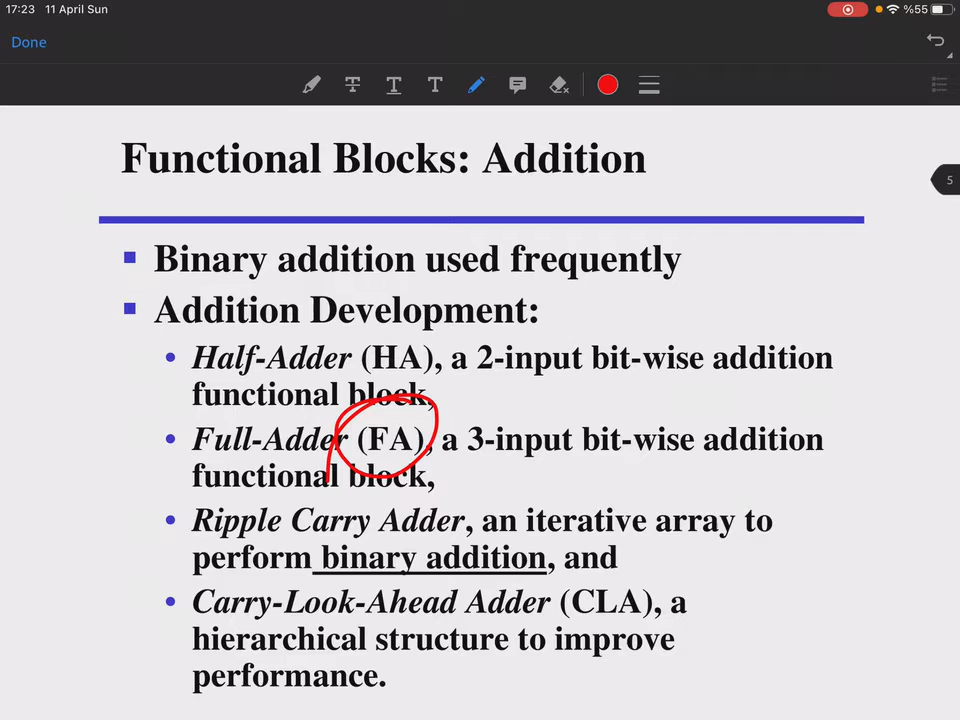 17:23 11 April Sun %55
Done
T T T
5
Functional Blocks: Addition
Binary addition used frequently
Addition Development:
Half-Adder (HA), a 2-input bit-wise addition
functional block,
Full-Adder (FA), a 3-input bit-wise addition
functional block,
Ripple Carry Adder, an iterative array to
perform binary addition, and
Carry-Look-Ahead Adder (CLA), a
hierarchical structure to improve
performance.